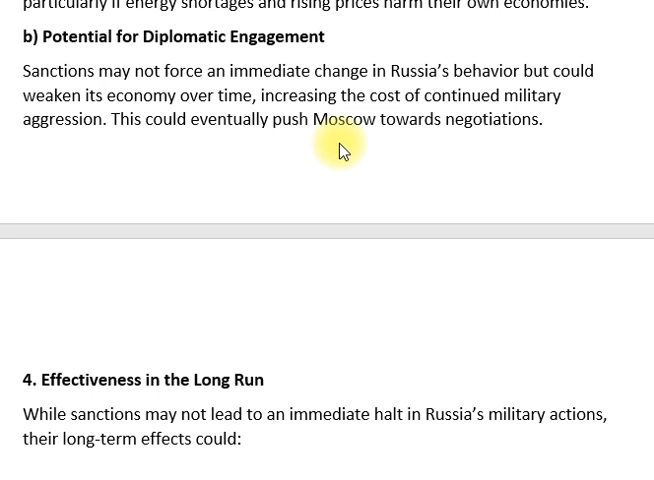 particularly if energy shortages and rising prices harm their own economies.
b) Potential for Diplomatic Engagement
Sanctions may not force an immediate change in Russia’s behavior but could
weaken its economy over time, increasing the cost of continued military
aggression. This could eventually push Moscow towards negotiations.
4. Effectiveness in the Long Run
While sanctions may not lead to an immediate halt in Russia’s military actions,
their long-term effects could: